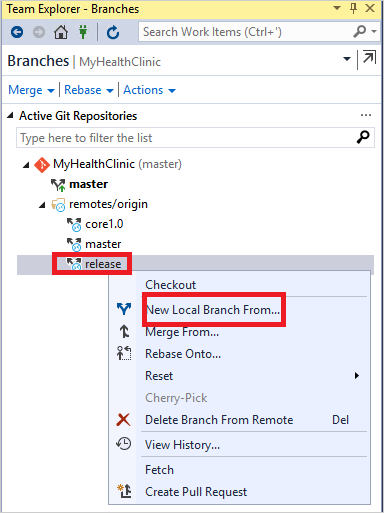 Team Explorer - Branches
Search Work Items (Ctrl+')
Branches | MyHealthClinic
Merge Rebase Actions
Active Git Repositories
Type here to filter the list
MyHealthClinic (master)
master
remotes/origin
core1.0
master
release
Checkout
New Local Branch From...
Merge From...
Rebase Onto...
Reset
Cherry-Pick
Delete Branch From Remote Del
View History...
Fetch
Create Pull Request